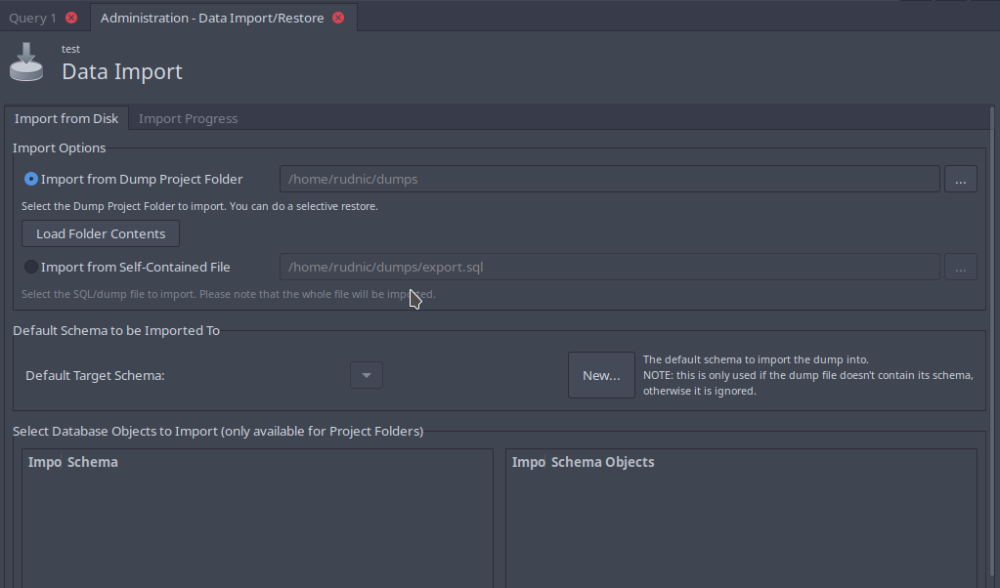 Query 1
Administration - Data Import/Restore
test
Data Import
Import from Disk
Import Progress
Import Options
Import from Dump Project Folder
/home/rudnic/dumps
...
Select the Dump Project Folder to import. You can do a selective restore.
Load Folder Contents
Import from Self-Contained File
/home/rudnic/dumps/export.sql
...
Select the SQL/dump file to import. Please note that the whole file will be imported.
Default Schema to be Imported To
Default Target Schema:
New...
The default schema to import the dump into.
NOTE: this is only used if the dump file doesn't contain its schema,
otherwise it is ignored.
Select Database Objects to Import (only available for Project Folders)
Impo Schema
Impo Schema Objects